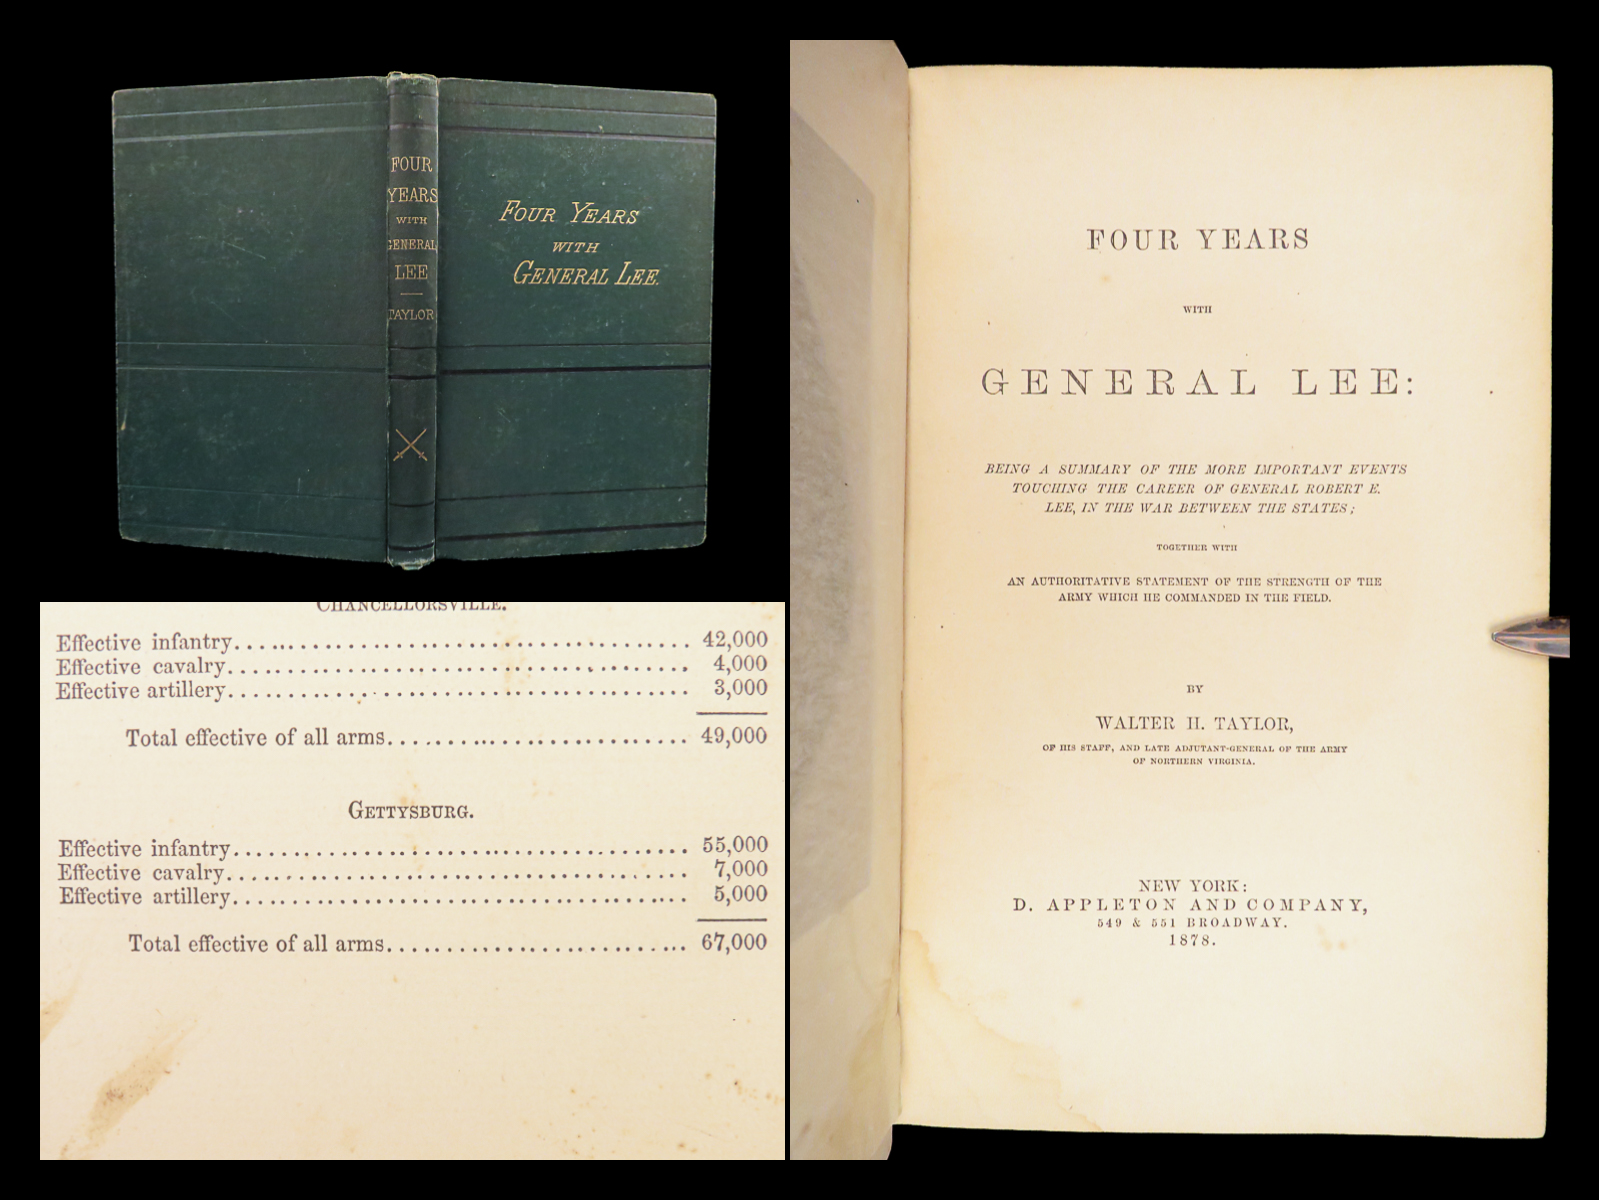 FOUR
YEARS
WITH
GENERAL
LEE
TAYLOR
FOUR YEARS
WITH
GENERAL LEE.
CHANCELLORSVILLE.
Effective infantry........................................ 42,000
Effective cavalry........................................ 4,000
Effective artillery........................................ 3,000
Total effective of all arms.......................... 49,000
GETTYSBURG.
Effective infantry........................................ 55,000
Effective cavalry........................................ 7,000
Effective artillery........................................ 5,000
Total effective of all arms.......................... 67,000
FOUR YEARS
WITH
GENERAL LEE:
BEING A SUMMARY OF THE MORE IMPORTANT EVENTS
TOUCHING THE CAREER OF GENERAL ROBERT E.
LEE, IN THE WAR BETWEEN THE STATES;
TOGETHER WITH
AN AUTHORITATIVE STATEMENT OF THE STRENGTH OF THE
ARMY WHICH HE COMMANDED IN THE FIELD.
BY
WALTER H. TAYLOR,
OF HIS STAFF, AND LATE ADJUTANT-GENERAL OF THE ARMY
OF NORTHERN VIRGINIA.
NEW YORK:
D. APPLETON AND COMPANY,
549 & 551 BROADWAY.
1878.